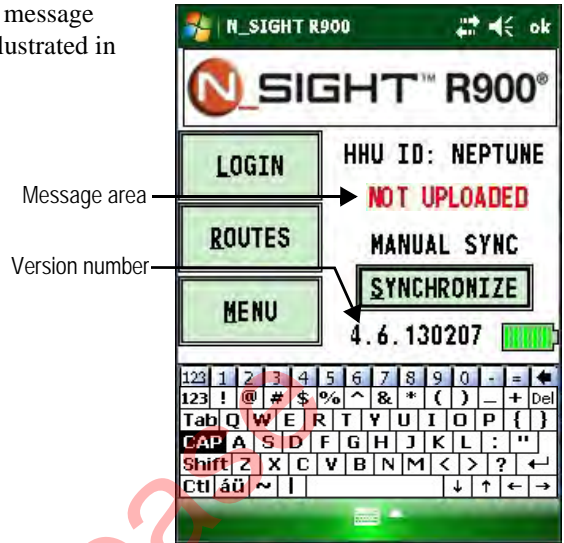 message
lustrated in
N_SIGHT R900
ok
N_SIGHT™ R900®
LOGIN
HHU ID: NEPTUNE
Message area
NOT UPLOADED
ROUTES
MANUAL SYNC
Version number
SYNCHRONIZE
MENU
4.6.130207
123 1 2 3 4 5 6 7 8 9 0 - = ←
123 ! @ # $ % ^ & * ( ) _ + Del
Tab Q W E R T Y U I O P { }
CAP A S D F G H J K L : "
Shift Z X C V B N M < > ? ↵
Ctl áü ~ | ↓ ↑ ← →
ase